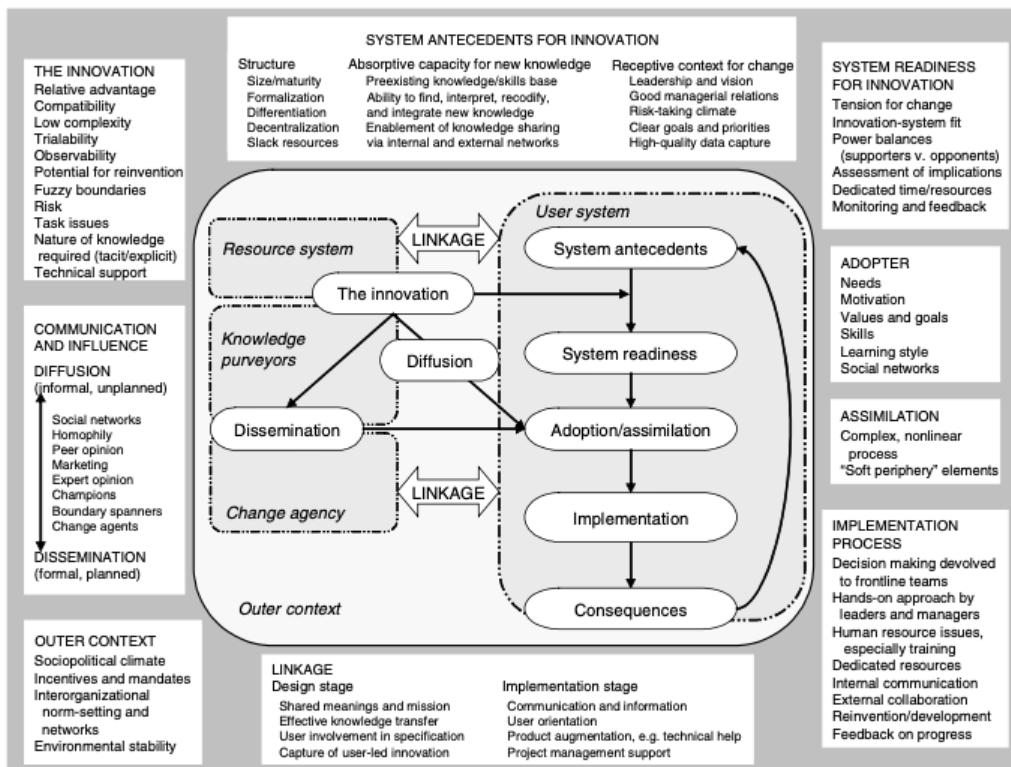 SYSTEM ANTECEDENTS FOR INNOVATION
Structure
Size/maturity
Formalization
Differentiation
Decentralization
Slack resources
Absorptive capacity for new knowledge
Preexisting knowledge/skills base
Ability to find, interpret, recodify,
and integrate new knowledge
Enablement of knowledge sharing
via internal and external networks
Receptive context for change
Leadership and vision
Good managerial relations
Risk-taking climate
Clear goals and priorities
High-quality data capture
THE INNOVATION
Relative advantage
Compatibility
Low complexity
Trialability
Observability
Potential for reinvention
Fuzzy boundaries
Risk
Task issues
Nature of knowledge
required (tacit/explicit)
Technical support
COMMUNICATION
AND INFLUENCE
DIFFUSION
(informal, unplanned)
Social networks
Homophily
Peer opinion
Marketing
Expert opinion
Champions
Boundary spanners
Change agents
DISSEMINATION
(formal, planned)
OUTER CONTEXT
Sociopolitical climate
Incentives and mandates
Interorganizational
norm-setting and
networks
Environmental stability
Resource system
LINKAGE
User system
System antecedents
The innovation
Knowledge
purveyors
Diffusion
System readiness
Dissemination
Adoption/assimilation
LINKAGE
Change agency
Implementation
Outer context
Consequences
LINKAGE
Design stage
Shared meanings and mission
Effective knowledge transfer
User involvement in specification
Capture of user-led innovation
Implementation stage
Communication and information
User orientation
Product augmentation, e.g. technical help
Project management support
SYSTEM READINESS
FOR INNOVATION
Tension for change
Innovation-system fit
Power balances
(supporters v. opponents)
Assessment of implications
Dedicated time/resources
Monitoring and feedback
ADOPTER
Needs
Motivation
Values and goals
Skills
Learning style
Social networks
ASSIMILATION
Complex, nonlinear
process
“Soft periphery” elements
IMPLEMENTATION
PROCESS
Decision making devolved
to frontline teams
Hands-on approach by
leaders and managers
Human resource issues,
especially training
Dedicated resources
Internal communication
External collaboration
Reinvention/development
Feedback on progress